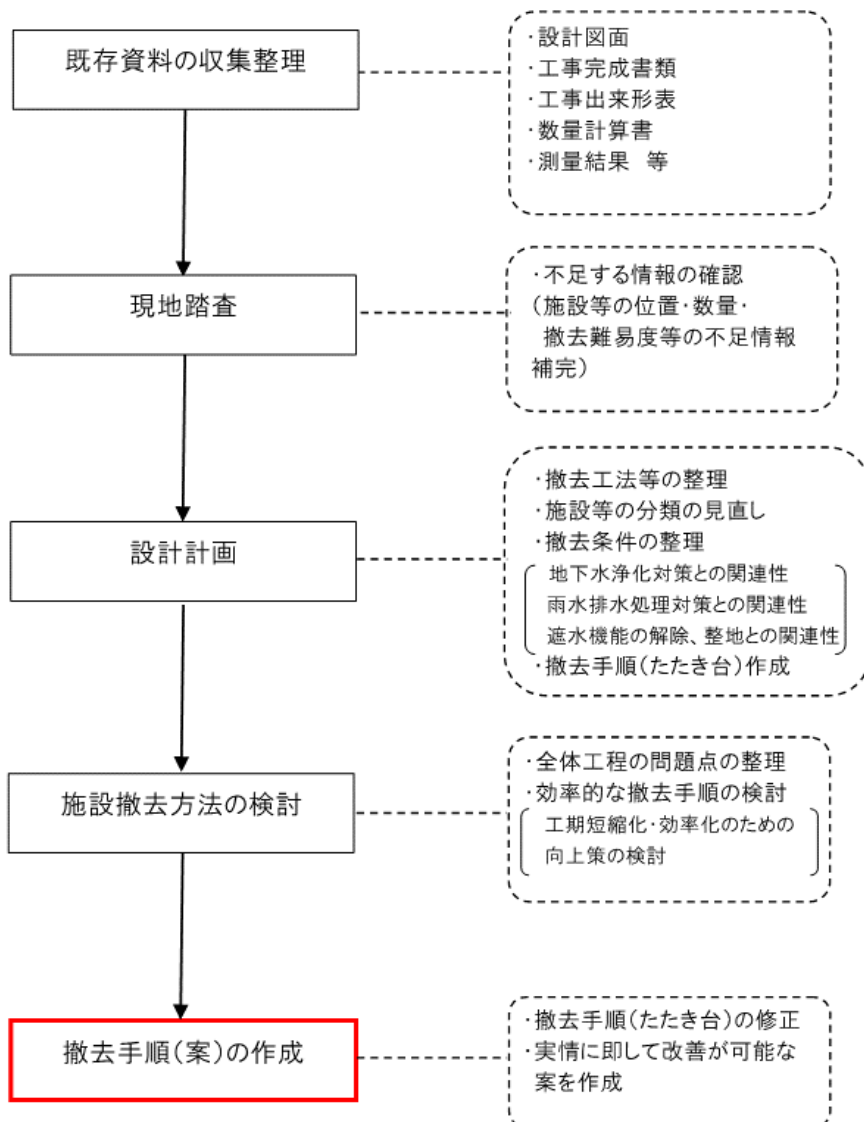 既存資料の収集整理
・設計図面
・工事完成書類
・工事出来形表
・数量計算書
・測量結果 等
現地踏査
・不足する情報の確認
（施設等の位置・数量・
撤去難易度等の不足情報
補完）
設計計画
・撤去工法等の整理
・施設等の分類の見直し
・撤去条件の整理
地下水浄化対策との関連性
雨水排水処理対策との関連性
遮水機能の解除、整地との関連性
・撤去手順（たたき台）作成
施設撤去方法の検討
・全体工程の問題点の整理
・効率的な撤去手順の検討
工期短縮化・効率化のための
向上策の検討
撤去手順（案）の作成
・撤去手順（たたき台）の修正
・実情に即して改善が可能な
案を作成